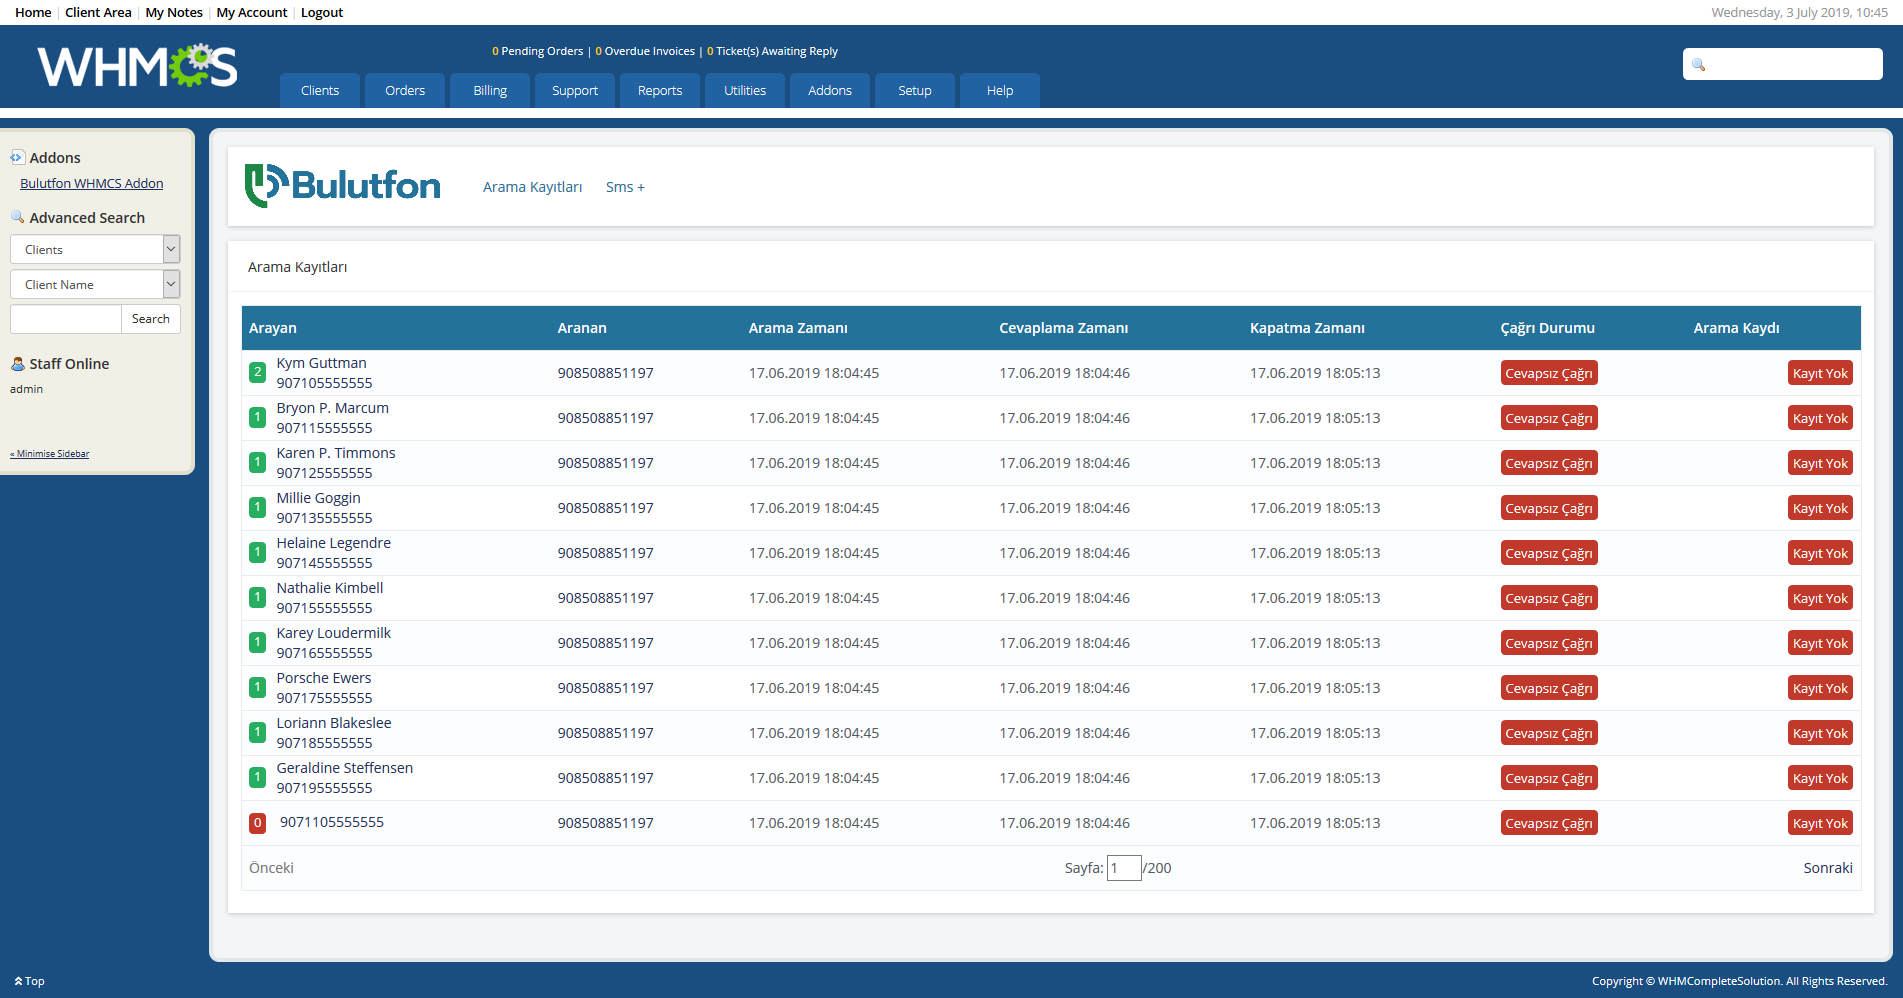 Home Client Area My Notes My Account Logout
Wednesday, 3 July 2019, 10:45
WHMCS
0 Pending Orders | 0 Overdue Invoices | 0 Ticket(s) Awaiting Reply
Clients Orders Billing Support Reports Utilities Addons Setup Help
Addons
Bulutfon WHMCS Addon
Advanced Search
Clients
Client Name
Search
Staff Online
admin
« Minimise Sidebar
Bulutfon Arama Kayıtları Sms +
Arama Kayıtları
Arayan Aranan Arama Zamanı Cevaplama Zamanı Kapatma Zamanı Çağrı Durumu Arama Kaydı
2 Kym Guttman
907105555555 908508851197 17.06.2019 18:04:45 17.06.2019 18:04:46 17.06.2019 18:05:13 Cevapsız Çağrı Kayıt Yok
1 Bryon P. Marcum
907115555555 908508851197 17.06.2019 18:04:45 17.06.2019 18:04:46 17.06.2019 18:05:13 Cevapsız Çağrı Kayıt Yok
1 Karen P. Timmons
907125555555 908508851197 17.06.2019 18:04:45 17.06.2019 18:04:46 17.06.2019 18:05:13 Cevapsız Çağrı Kayıt Yok
1 Millie Goggin
907135555555 908508851197 17.06.2019 18:04:45 17.06.2019 18:04:46 17.06.2019 18:05:13 Cevapsız Çağrı Kayıt Yok
1 Helaine Legendre
907145555555 908508851197 17.06.2019 18:04:45 17.06.2019 18:04:46 17.06.2019 18:05:13 Cevapsız Çağrı Kayıt Yok
1 Nathalie Kimbell
907155555555 908508851197 17.06.2019 18:04:45 17.06.2019 18:04:46 17.06.2019 18:05:13 Cevapsız Çağrı Kayıt Yok
1 Karey Loudermilk
907165555555 908508851197 17.06.2019 18:04:45 17.06.2019 18:04:46 17.06.2019 18:05:13 Cevapsız Çağrı Kayıt Yok
1 Porsche Ewers
907175555555 908508851197 17.06.2019 18:04:45 17.06.2019 18:04:46 17.06.2019 18:05:13 Cevapsız Çağrı Kayıt Yok
1 Loriann Blakeslee
907185555555 908508851197 17.06.2019 18:04:45 17.06.2019 18:04:46 17.06.2019 18:05:13 Cevapsız Çağrı Kayıt Yok
1 Geraldine Steffensen
907195555555 908508851197 17.06.2019 18:04:45 17.06.2019 18:04:46 17.06.2019 18:05:13 Cevapsız Çağrı Kayıt Yok
0 9071105555555 908508851197 17.06.2019 18:04:45 17.06.2019 18:04:46 17.06.2019 18:05:13 Cevapsız Çağrı Kayıt Yok
Önceki Sayfa: 1 /200 Sonraki
Top
Copyright © WHMCompleteSolution. All Rights Reserved.